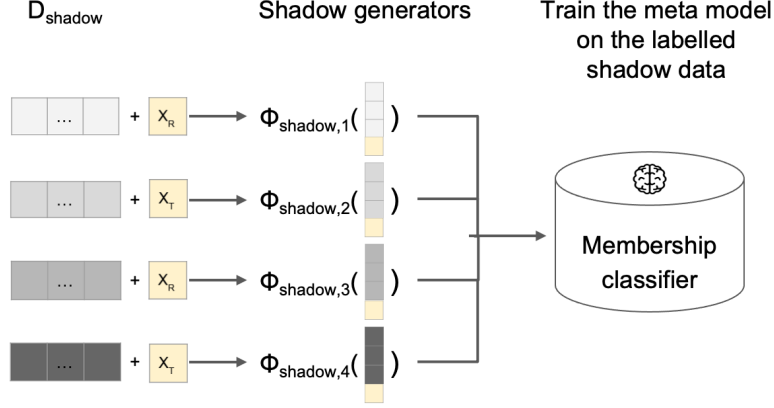 D_shadow
Shadow generators
Train the meta model
on the labelled
shadow data
... + X_R Φ_shadow,1( )
... + X_T Φ_shadow,2( )
... + X_R Φ_shadow,3( )
... + X_T Φ_shadow,4( )
Membership
classifier